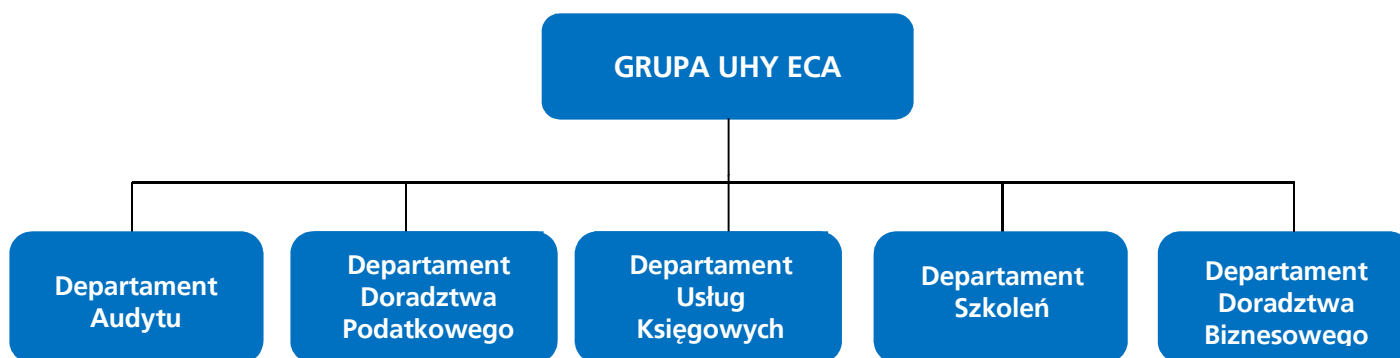 GRUPA UHY ECA
Departament
Audytu
Departament
Doradztwa
Podatkowego
Departament
Usług
Księgowych
Departament
Szkoleń
Departament
Doradztwa
Biznesowego